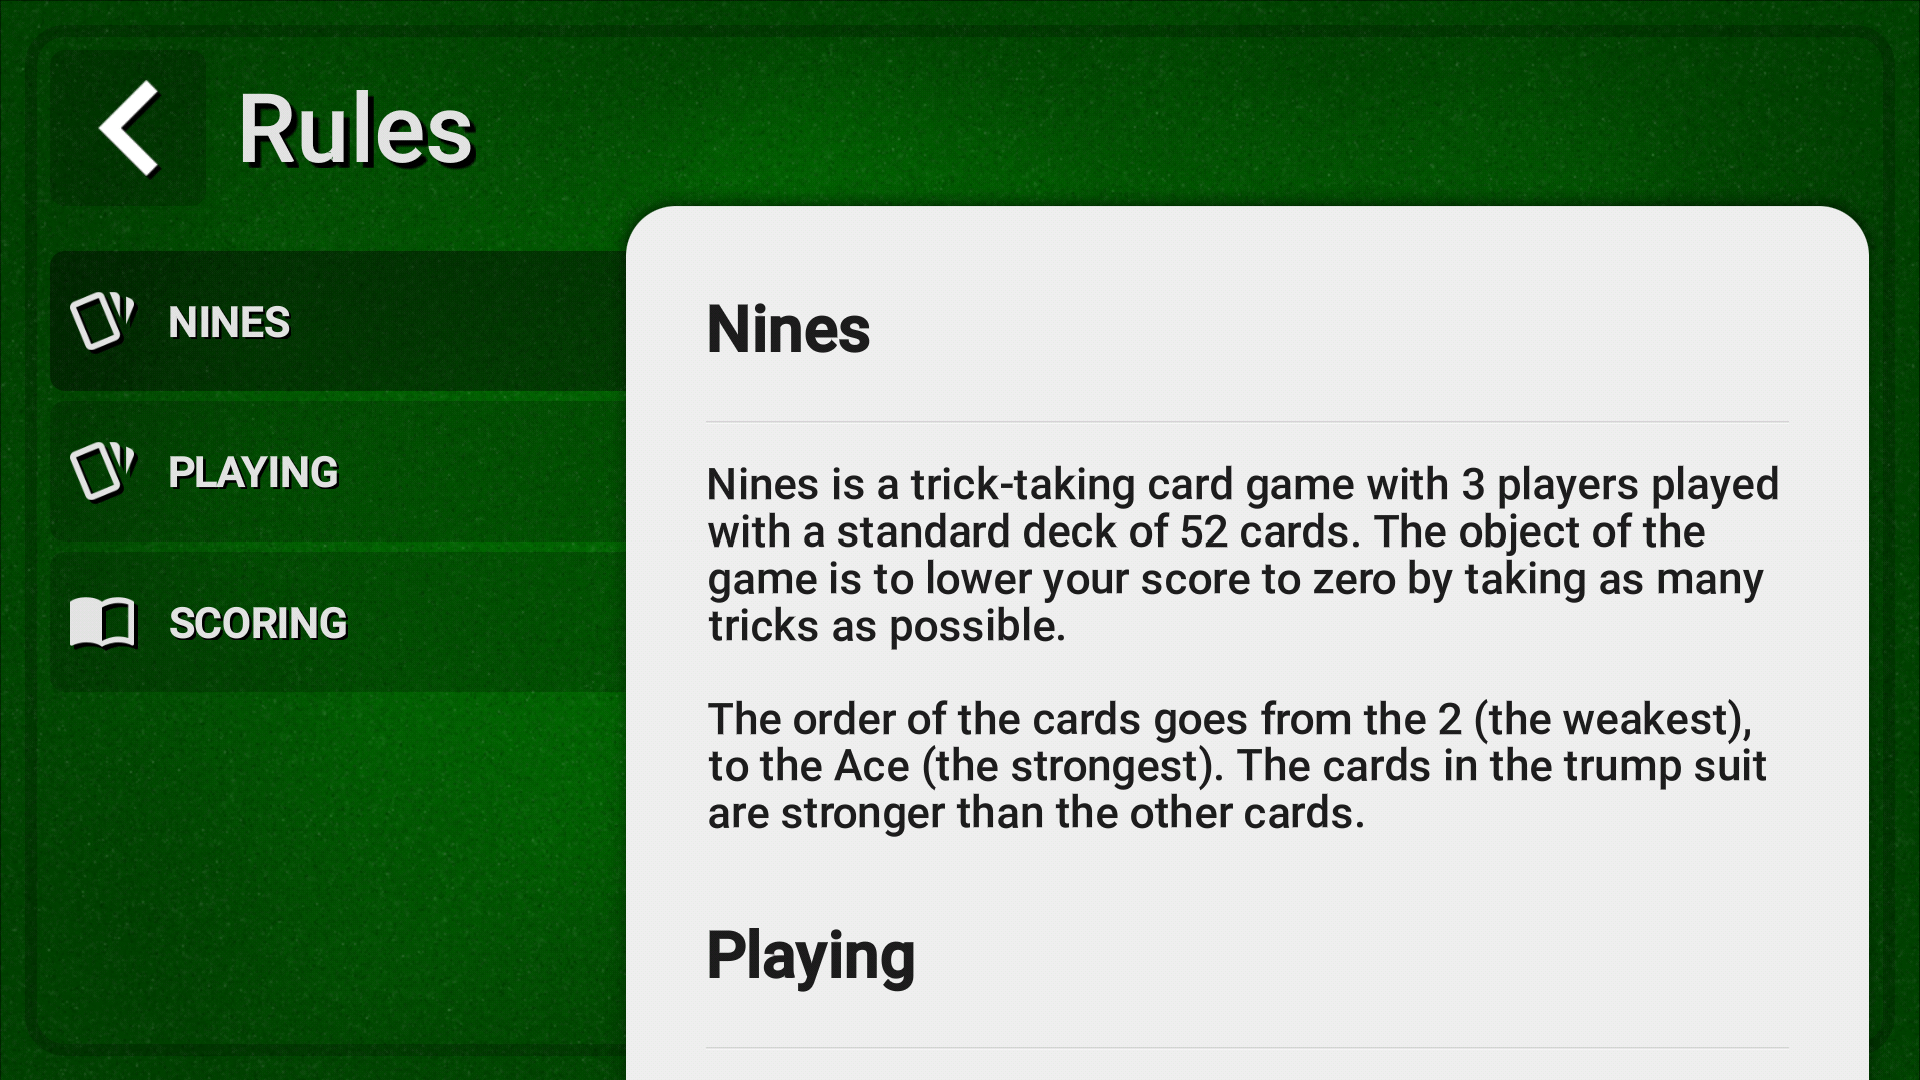 Rules
NINES
PLAYING
SCORING
Nines
Nines is a trick-taking card game with 3 players played
with a standard deck of 52 cards. The object of the
game is to lower your score to zero by taking as many
tricks as possible.
The order of the cards goes from the 2 (the weakest),
to the Ace (the strongest). The cards in the trump suit
are stronger than the other cards.
Playing